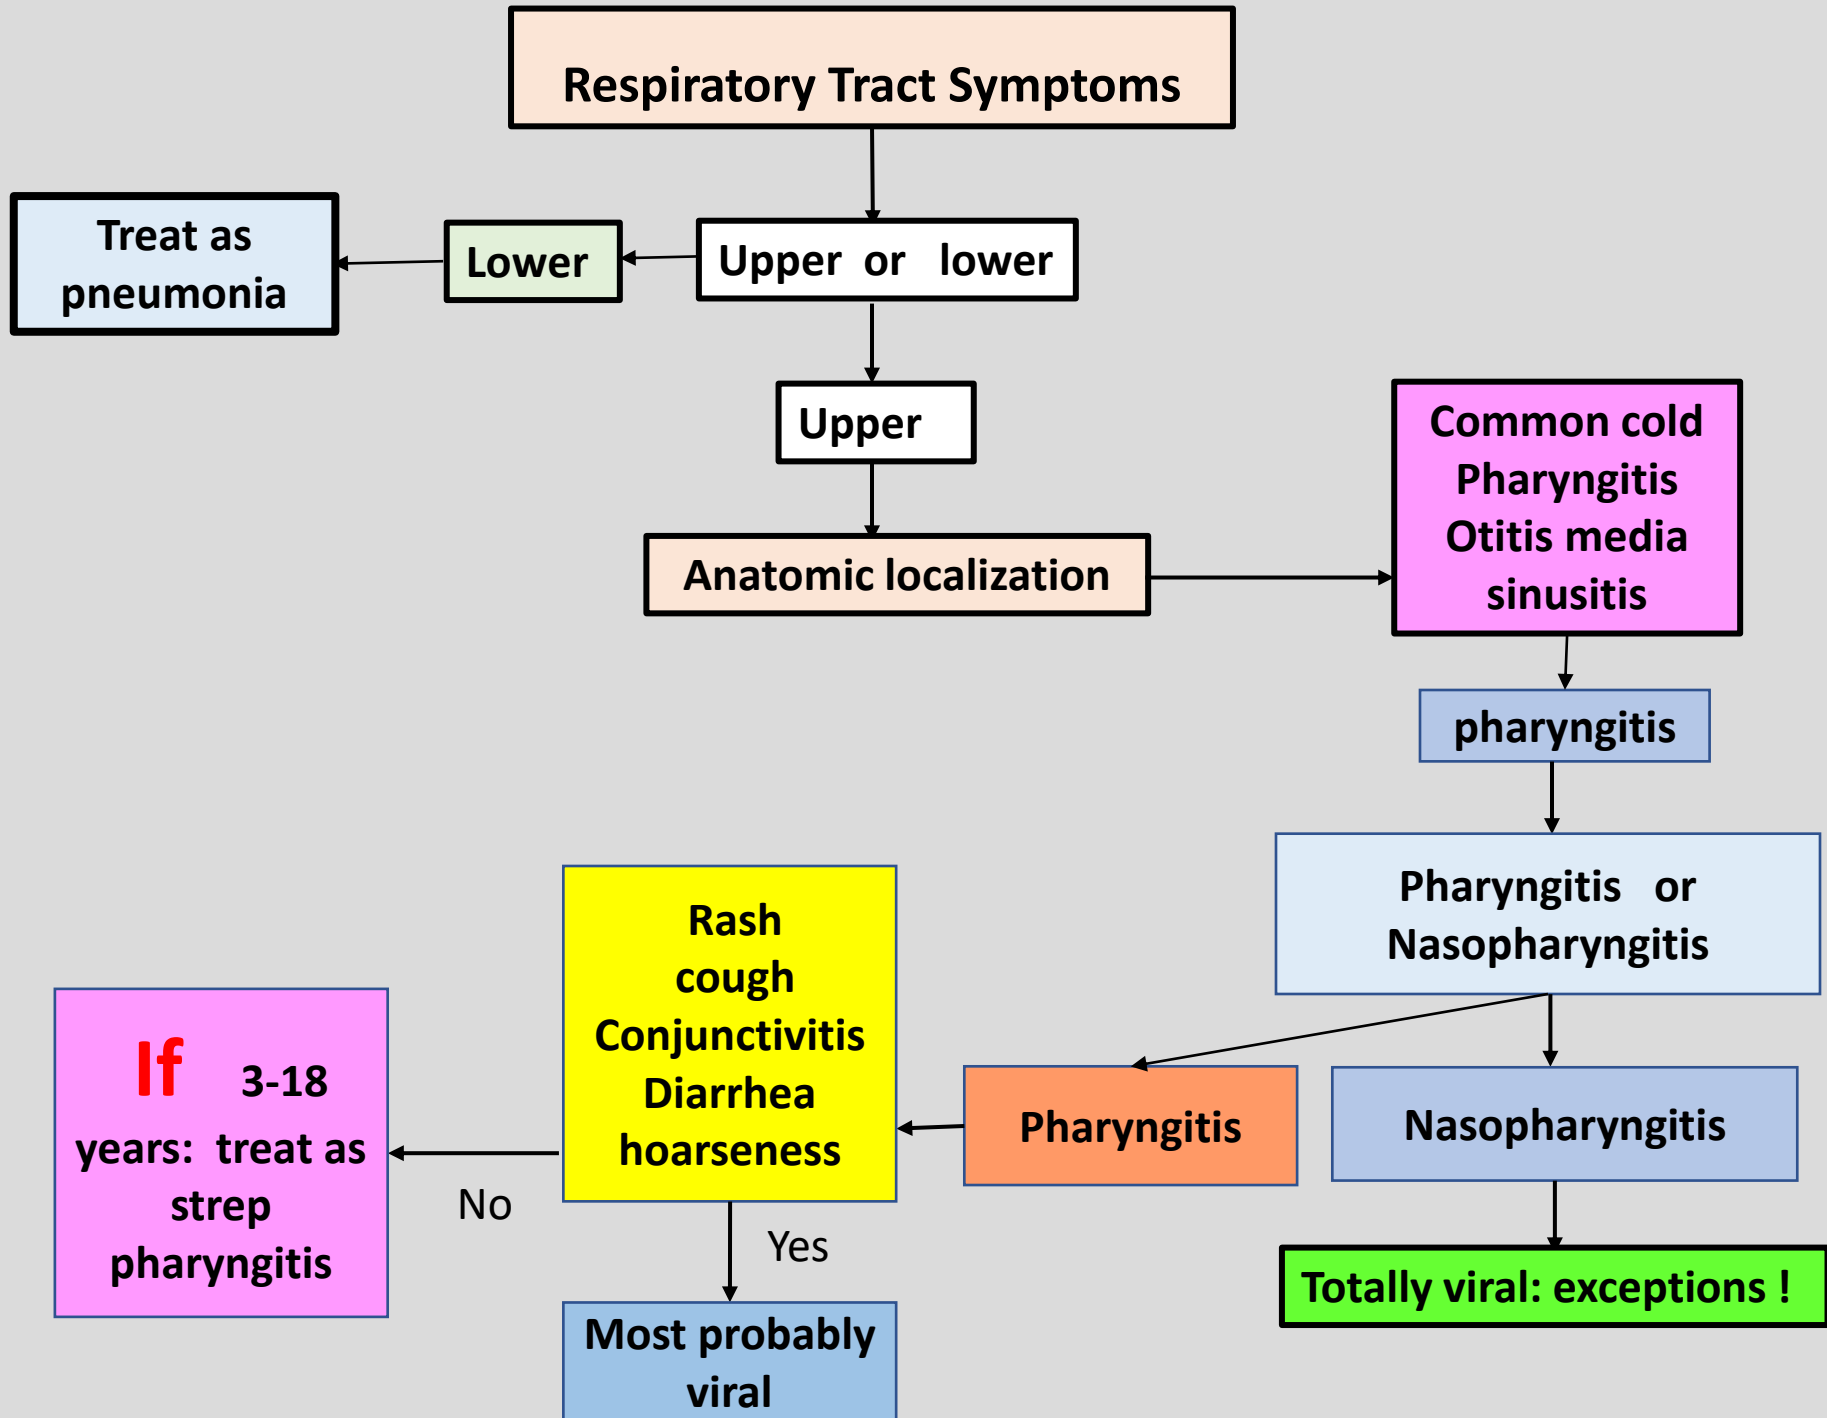 Respiratory Tract Symptoms
Treat as
pneumonia
Lower
Upper or lower
Upper
Common cold
Pharyngitis
Otitis media
sinusitis
Anatomic localization
pharyngitis
Pharyngitis or
Nasopharyngitis
Rash
cough
Conjunctivitis
Diarrhea
hoarseness
If 3-18
years: treat as
strep
pharyngitis
Pharyngitis
Nasopharyngitis
No
Yes
Totally viral: exceptions !
Most probably
viral